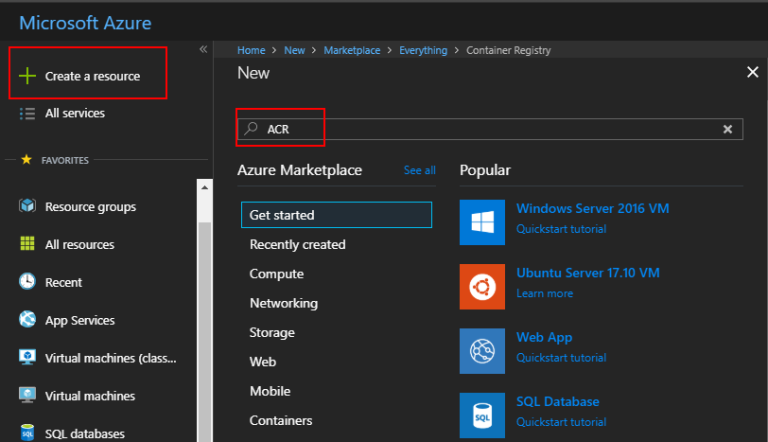 Microsoft Azure
«
Create a resource
All services
FAVORITES
Resource groups
All resources
Recent
App Services
Virtual machines (class...
Virtual machines
SQL databases
Home > New > Marketplace > Everything > Container Registry
New
ACR
Azure Marketplace
See all
Get started
Recently created
Compute
Networking
Storage
Web
Mobile
Containers
Popular
Windows Server 2016 VM
Quickstart tutorial
Ubuntu Server 17.10 VM
Learn more
Web App
Quickstart tutorial
SQL Database
Quickstart tutorial
SQL
SQL